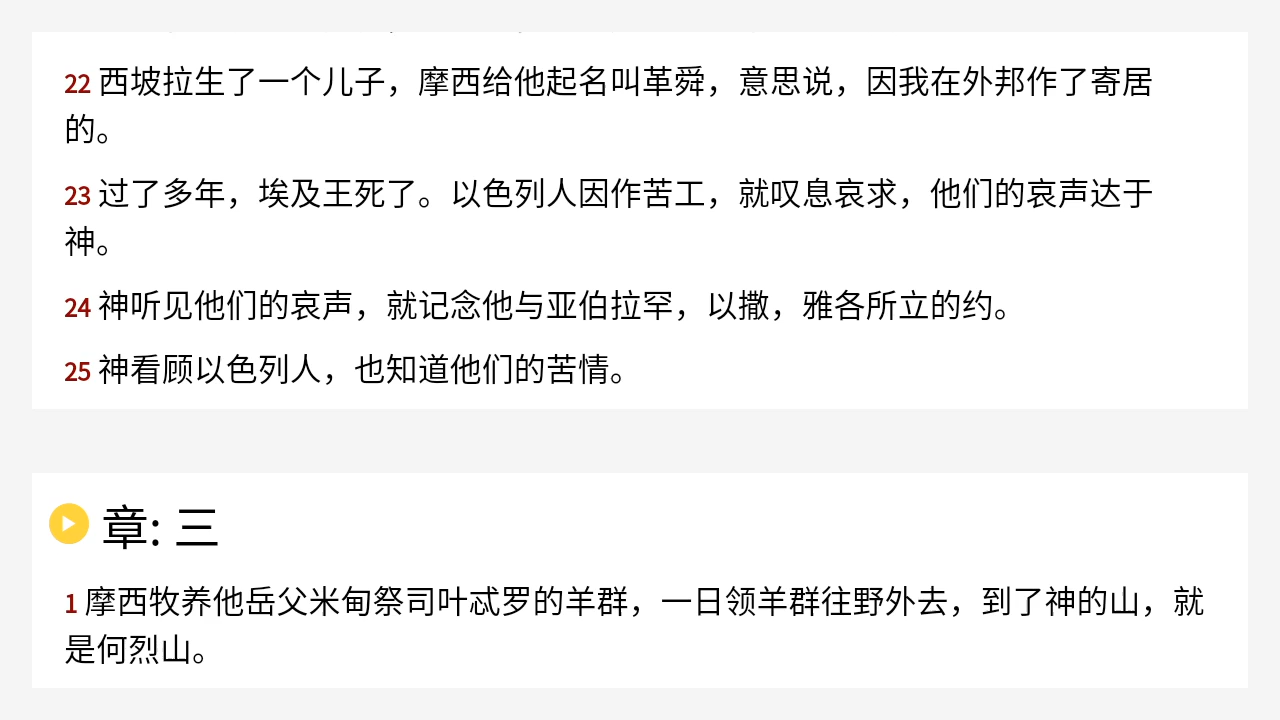 22 西坡拉生了一个儿子，摩西给他起名叫革舜，意思说，因我在外邦作了寄居
的。
23 过了多年，埃及王死了。以色列人因作苦工，就叹息哀求，他们的哀声达于
神。
24 神听见他们的哀声，就记念他与亚伯拉罕，以撒，雅各所立的约。
25 神看顾以色列人，也知道他们的苦情。
章: 三
1 摩西牧养他岳父米甸祭司叶忒罗的羊群，一日领羊群往野外去，到了神的山，就
是何烈山。